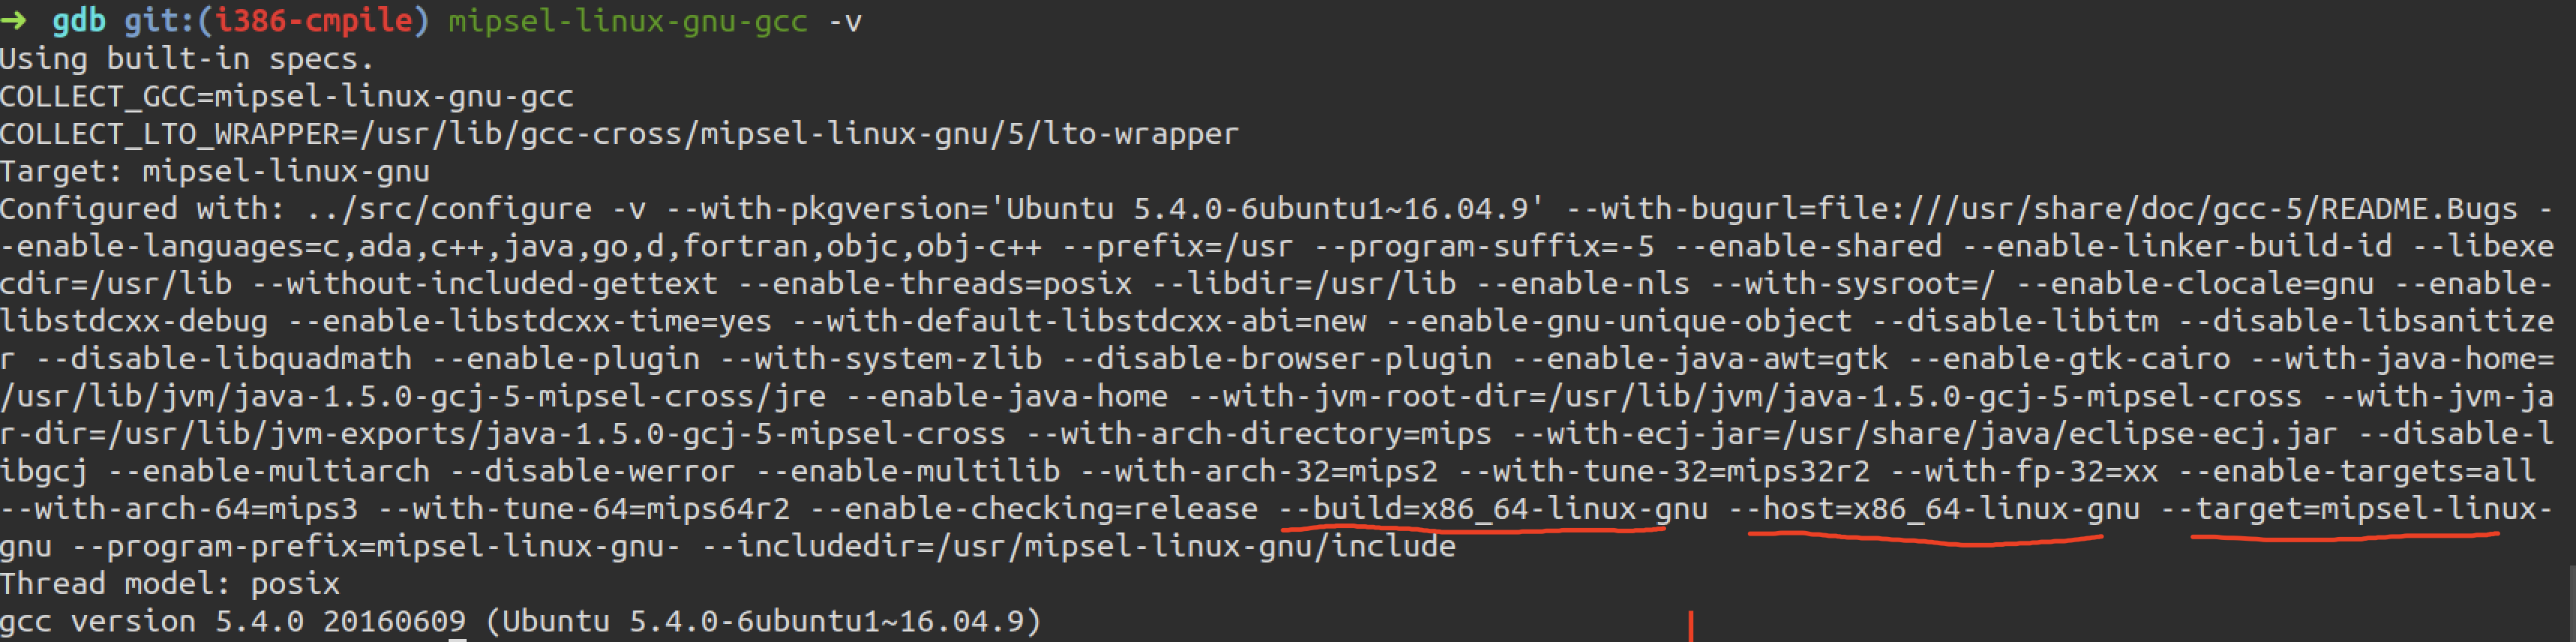 ➜ gdb git:(i386-cmpile) mipsel-linux-gnu-gcc -v
Using built-in specs.
COLLECT_GCC=mipsel-linux-gnu-gcc
COLLECT_LTO_WRAPPER=/usr/lib/gcc-cross/mipsel-linux-gnu/5/lto-wrapper
Target: mipsel-linux-gnu
Configured with: ../src/configure -v --with-pkgversion='Ubuntu 5.4.0-6ubuntu1~16.04.9' --with-bugurl=file:///usr/share/doc/gcc-5/README.Bugs -
-enable-languages=c,ada,c++,java,go,d,fortran,objc,obj-c++ --prefix=/usr --program-suffix=-5 --enable-shared --enable-linker-build-id --libexe
cdir=/usr/lib --without-included-gettext --enable-threads=posix --libdir=/usr/lib --enable-nls --with-sysroot=/ --enable-clocale=gnu --enable-
libstdcxx-debug --enable-libstdcxx-time=yes --with-default-libstdcxx-abi=new --enable-gnu-unique-object --disable-libitm --disable-libsanitize
r --disable-libquadmath --enable-plugin --with-system-zlib --disable-browser-plugin --enable-java-awt=gtk --enable-gtk-cairo --with-java-home=
/usr/lib/jvm/java-1.5.0-gcj-5-mipsel-cross/jre --enable-java-home --with-jvm-root-dir=/usr/lib/jvm/java-1.5.0-gcj-5-mipsel-cross --with-jvm-ja
r-dir=/usr/lib/jvm-exports/java-1.5.0-gcj-5-mipsel-cross --with-arch-directory=mips --with-ecj-jar=/usr/share/java/eclipse-ecj.jar --disable-l
ibgcj --enable-multiarch --disable-werror --enable-multilib --with-arch-32=mips2 --with-tune-32=mips32r2 --with-fp-32=xx --enable-targets=all
--with-arch-64=mips3 --with-tune-64=mips64r2 --enable-checking=release --build=x86_64-linux-gnu --host=x86_64-linux-gnu --target=mipsel-linux-
gnu --program-prefix=mipsel-linux-gnu- --includedir=/usr/mipsel-linux-gnu/include
Thread model: posix
gcc version 5.4.0 20160609 (Ubuntu 5.4.0-6ubuntu1~16.04.9)